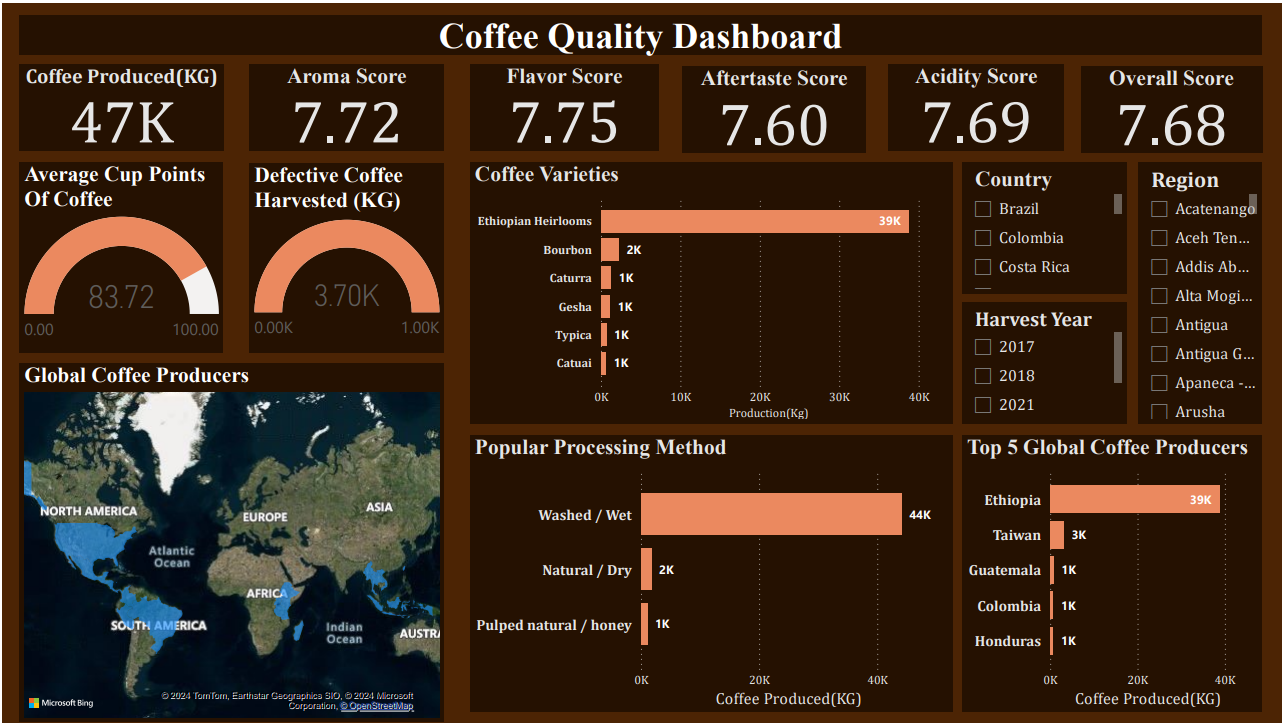 Coffee Quality Dashboard
Coffee Produced(KG)
47K
Aroma Score
7.72
Flavor Score
7.75
Aftertaste Score
7.60
Acidity Score
7.69
Overall Score
7.68
Average Cup Points
Of Coffee
83.72
0.00
100.00
Defective Coffee
Harvested (KG)
3.70K
0.00K
1.00K
Coffee Varieties
Ethiopian Heirlooms
39K
Bourbon
2K
Caturra
1K
Gesha
1K
Typica
1K
Catuai
1K
0K 10K 20K 30K 40K
Production(Kg)
Country
Brazil
Colombia
Costa Rica
Harvest Year
2017
2018
2021
Region
Acatenango
Aceh Ten...
Addis Ab...
Alta Mogi...
Antigua
Antigua G...
Apaneca -...
Arusha
Global Coffee Producers
NORTH AMERICA
EUROPE
ASIA
Atlantic
Ocean
AFRICA
SOUTH AMERICA
Indian
Ocean
AUSTRA
Microsoft Bing
© 2024 TomTom, Earthstar Geographics SIO, © 2024 Microsoft
Corporation, © OpenStreetMap
Popular Processing Method
Washed / Wet
44K
Natural / Dry
2K
Pulped natural / honey
1K
0K 20K 40K
Coffee Produced(KG)
Top 5 Global Coffee Producers
Ethiopia
39K
Taiwan
3K
Guatemala
1K
Colombia
1K
Honduras
1K
0K 20K 40K
Coffee Produced(KG)